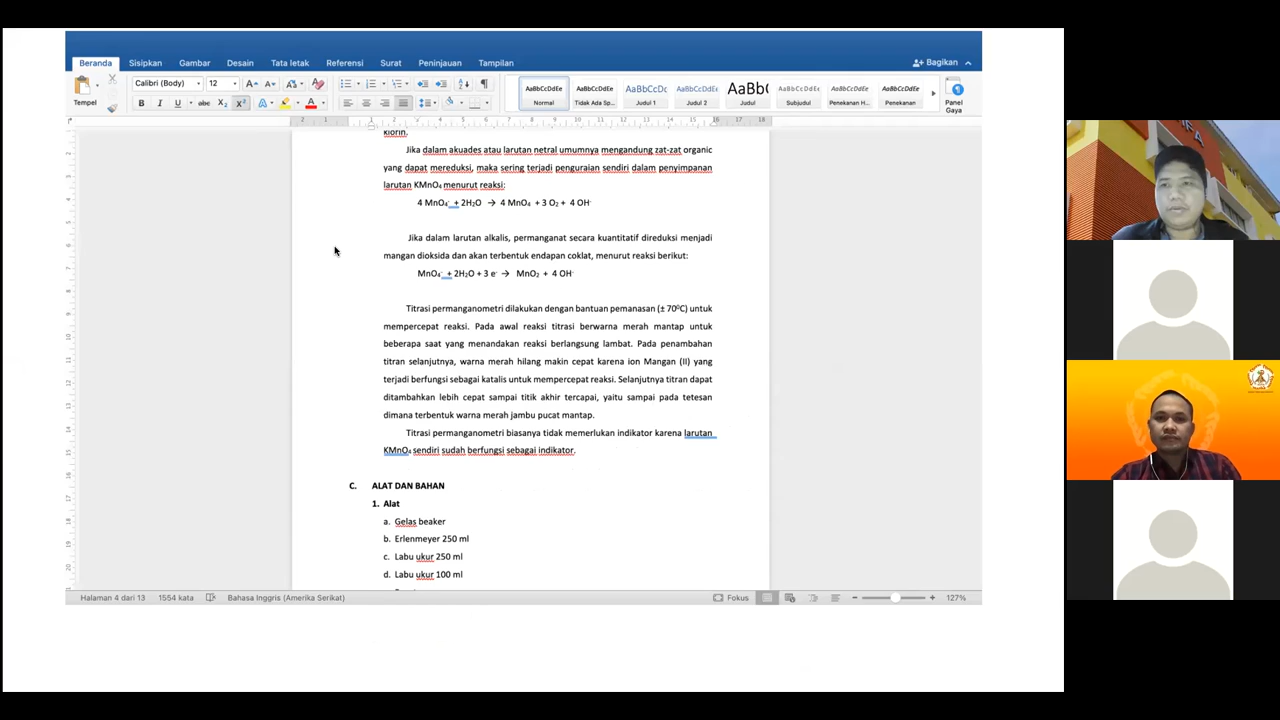 Beranda Sisipkan Gambar Desain Tata letak Referensi Surat Peninjauan Tampilan Bagikan
Tempel Calibri (Body) 12 AaBbCcDdEe AaBbCcDdEe AaBbCcDc AaBbCcDdEe AaBb( AaBbCcDdEe AaBbCcDdEe AaBbCcDdEe
Normal Tidak Ada Sp... Judul 1 Judul 2 Judul Subjudul Penekanan H... Penekanan Panel Gaya
klorin.
Jika dalam akuades atau larutan netral umumnya mengandung zat-zat organic
yang dapat mereduksi, maka sering terjadi penguraian sendiri dalam penyimpanan
larutan KMnO₄ menurut reaksi:
4 MnO₄⁻ + 2H₂O → 4 MnO₄ + 3 O₂ + 4 OH⁻
Jika dalam larutan alkalis, permanganat secara kuantitatif direduksi menjadi
mangan dioksida dan akan terbentuk endapan coklat, menurut reaksi berikut:
MnO₄⁻ + 2H₂O + 3 e⁻ → MnO₂ + 4 OH⁻
Titrasi permanganometri dilakukan dengan bantuan pemanasan (± 70⁰C) untuk
mempercepat reaksi. Pada awal reaksi titrasi berwarna merah mantap untuk
beberapa saat yang menandakan reaksi berlangsung lambat. Pada penambahan
titran selanjutnya, warna merah hilang makin cepat karena ion Mangan (II) yang
terjadi berfungsi sebagai katalis untuk mempercepat reaksi. Selanjutnya titran dapat
ditambahkan lebih cepat sampai titik akhir tercapai, yaitu sampai pada tetesan
dimana terbentuk warna merah jambu pucat mantap.
Titrasi permanganometri biasanya tidak memerlukan indikator karena larutan
KMnO₄ sendiri sudah berfungsi sebagai indikator.
C. ALAT DAN BAHAN
1. Alat
a. Gelas beaker
b. Erlenmeyer 250 ml
c. Labu ukur 250 ml
d. Labu ukur 100 ml
Halaman 4 dari 13 1554 kata Bahasa Inggris (Amerika Serikat) Fokus 127%